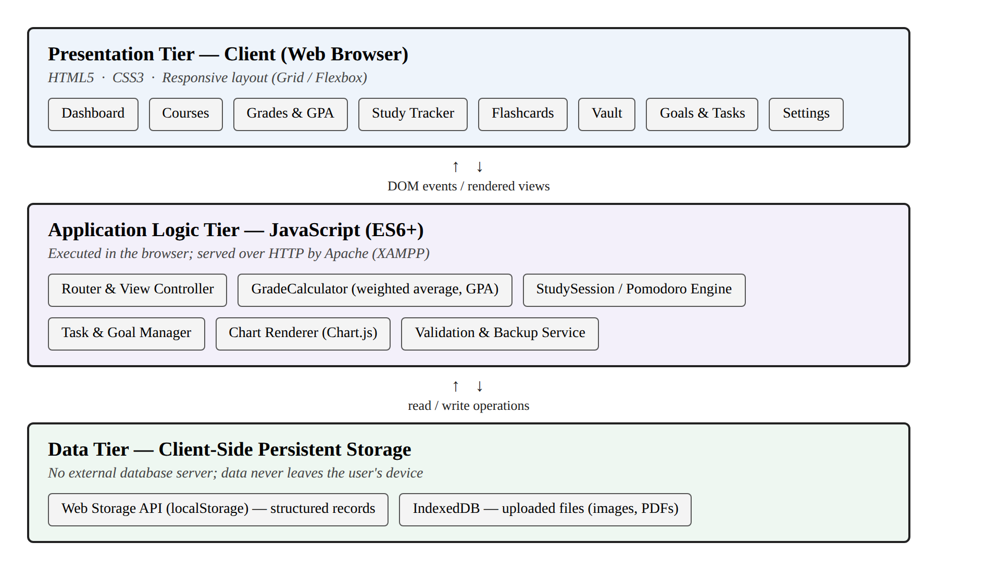 Presentation Tier — Client (Web Browser)
HTML5 · CSS3 · Responsive layout (Grid / Flexbox)
Dashboard Courses Grades & GPA Study Tracker Flashcards Vault Goals & Tasks Settings
↑ ↓
DOM events / rendered views
Application Logic Tier — JavaScript (ES6+)
Executed in the browser; served over HTTP by Apache (XAMPP)
Router & View Controller GradeCalculator (weighted average, GPA) StudySession / Pomodoro Engine
Task & Goal Manager Chart Renderer (Chart.js) Validation & Backup Service
↑ ↓
read / write operations
Data Tier — Client-Side Persistent Storage
No external database server; data never leaves the user's device
Web Storage API (localStorage) — structured records IndexedDB — uploaded files (images, PDFs)